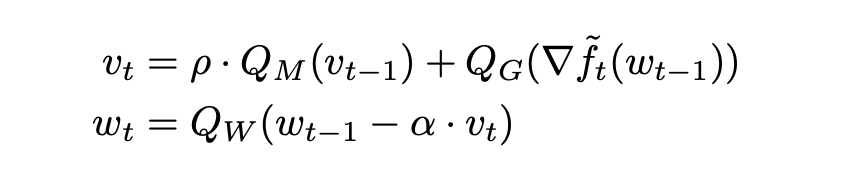 v_t = ρ · Q_M(v_{t−1}) + Q_G(∇f̃_t(w_{t−1}))
w_t = Q_W(w_{t−1} − α · v_t)